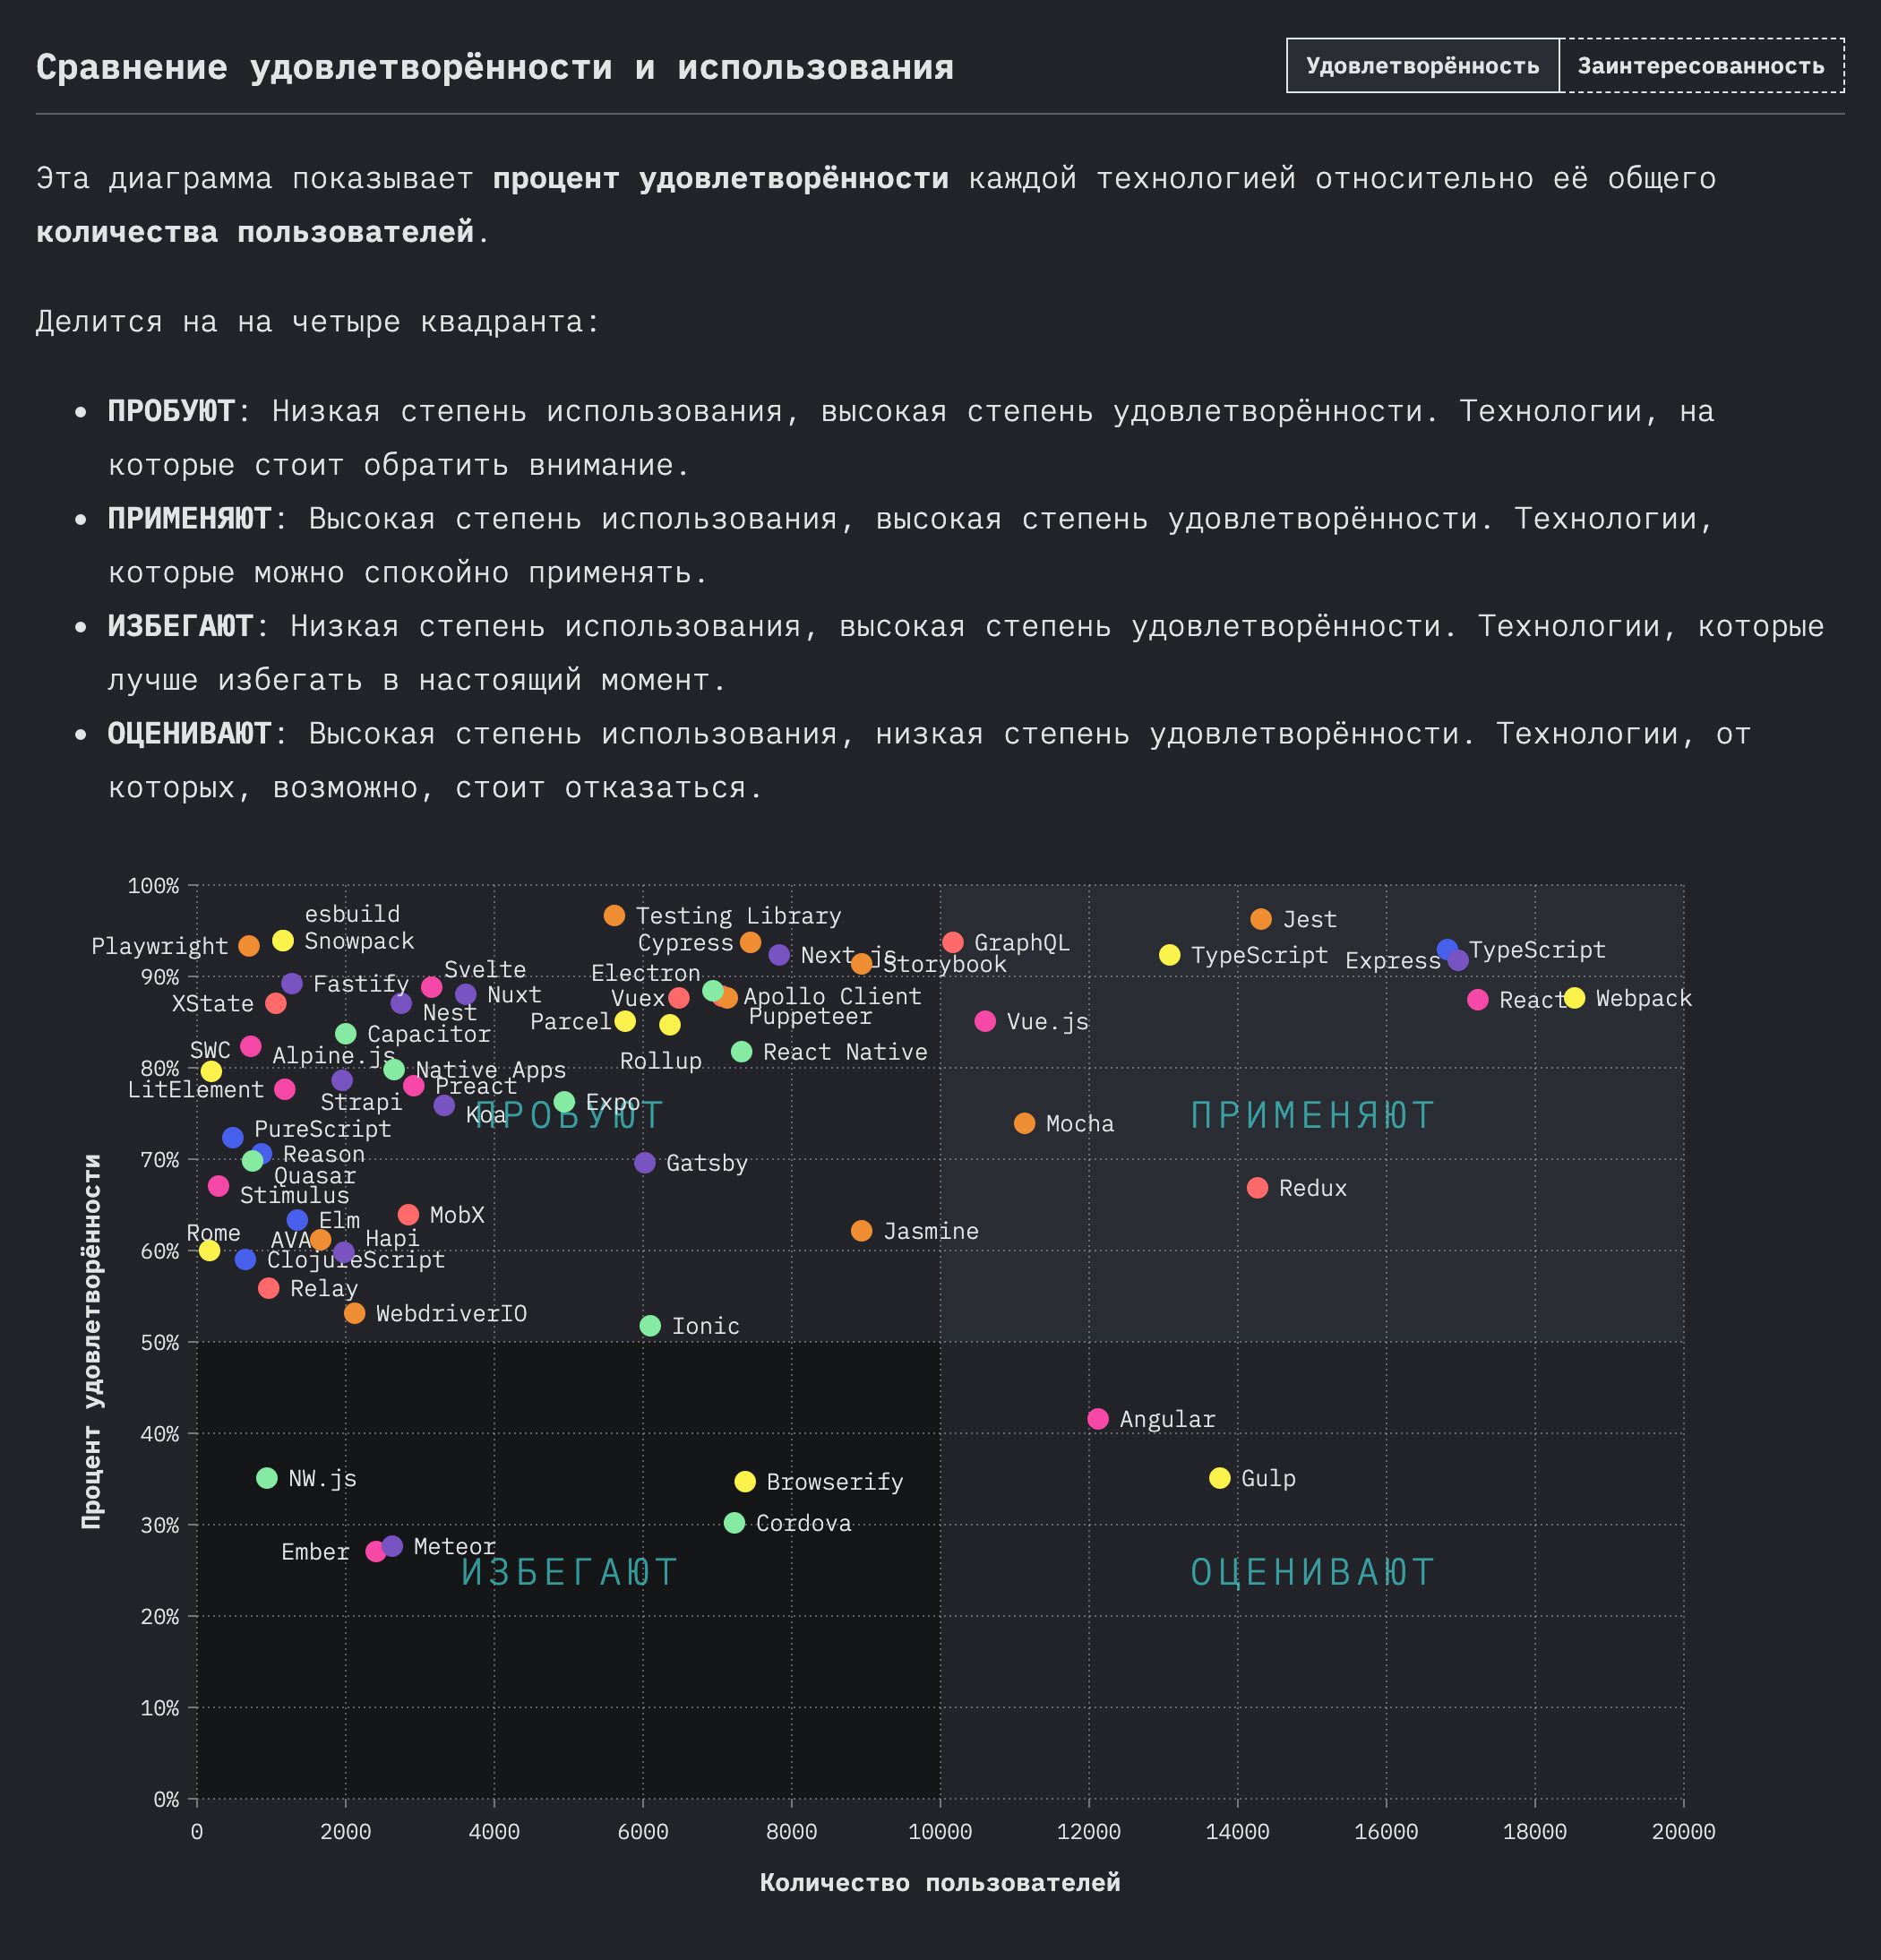 Сравнение удовлетворённости и использования
Удовлетворённость
Заинтересованность
Эта диаграмма показывает процент удовлетворённости каждой технологией относительно её общего
количества пользователей.
Делится на на четыре квадранта:
• ПРОБУЮТ: Низкая степень использования, высокая степень удовлетворённости. Технологии, на
которые стоит обратить внимание.
• ПРИМЕНЯЮТ: Высокая степень использования, высокая степень удовлетворённости. Технологии,
которые можно спокойно применять.
• ИЗБЕГАЮТ: Низкая степень использования, высокая степень удовлетворённости. Технологии, которые
лучше избегать в настоящий момент.
• ОЦЕНИВАЮТ: Высокая степень использования, низкая степень удовлетворённости. Технологии, от
которых, возможно, стоит отказаться.
100%
esbuild
Testing Library
Jest
Playwright
Snowpack
Cypress
GraphQL
Next.js
Storybook
TypeScript
Express
TypeScript
90%
Electron
Svelte
Fastify
XState
Nuxt
Nest
Vuex
Apollo Client
Puppeteer
React
Webpack
Parcel
Vue.js
Capacitor
SWC
Alpine.js
Rollup
React Native
80%
Native Apps
LitElement
Preact
Strapi
Koa
Expo
ПРОБУЮТ
ПРИМЕНЯЮТ
Mocha
PureScript
Reason
70%
Quasar
Gatsby
Stimulus
Redux
MobX
Elm
Rome
AVA
Hapi
Jasmine
60%
ClojureScript
Relay
WebdriverIO
Ionic
50%
Angular
40%
NW.js
Browserify
Gulp
30%
Cordova
Ember
Meteor
ИЗБЕГАЮТ
ОЦЕНИВАЮТ
20%
10%
0%
Процент удовлетворённости
0 2000 4000 6000 8000 10000 12000 14000 16000 18000 20000
Количество пользователей